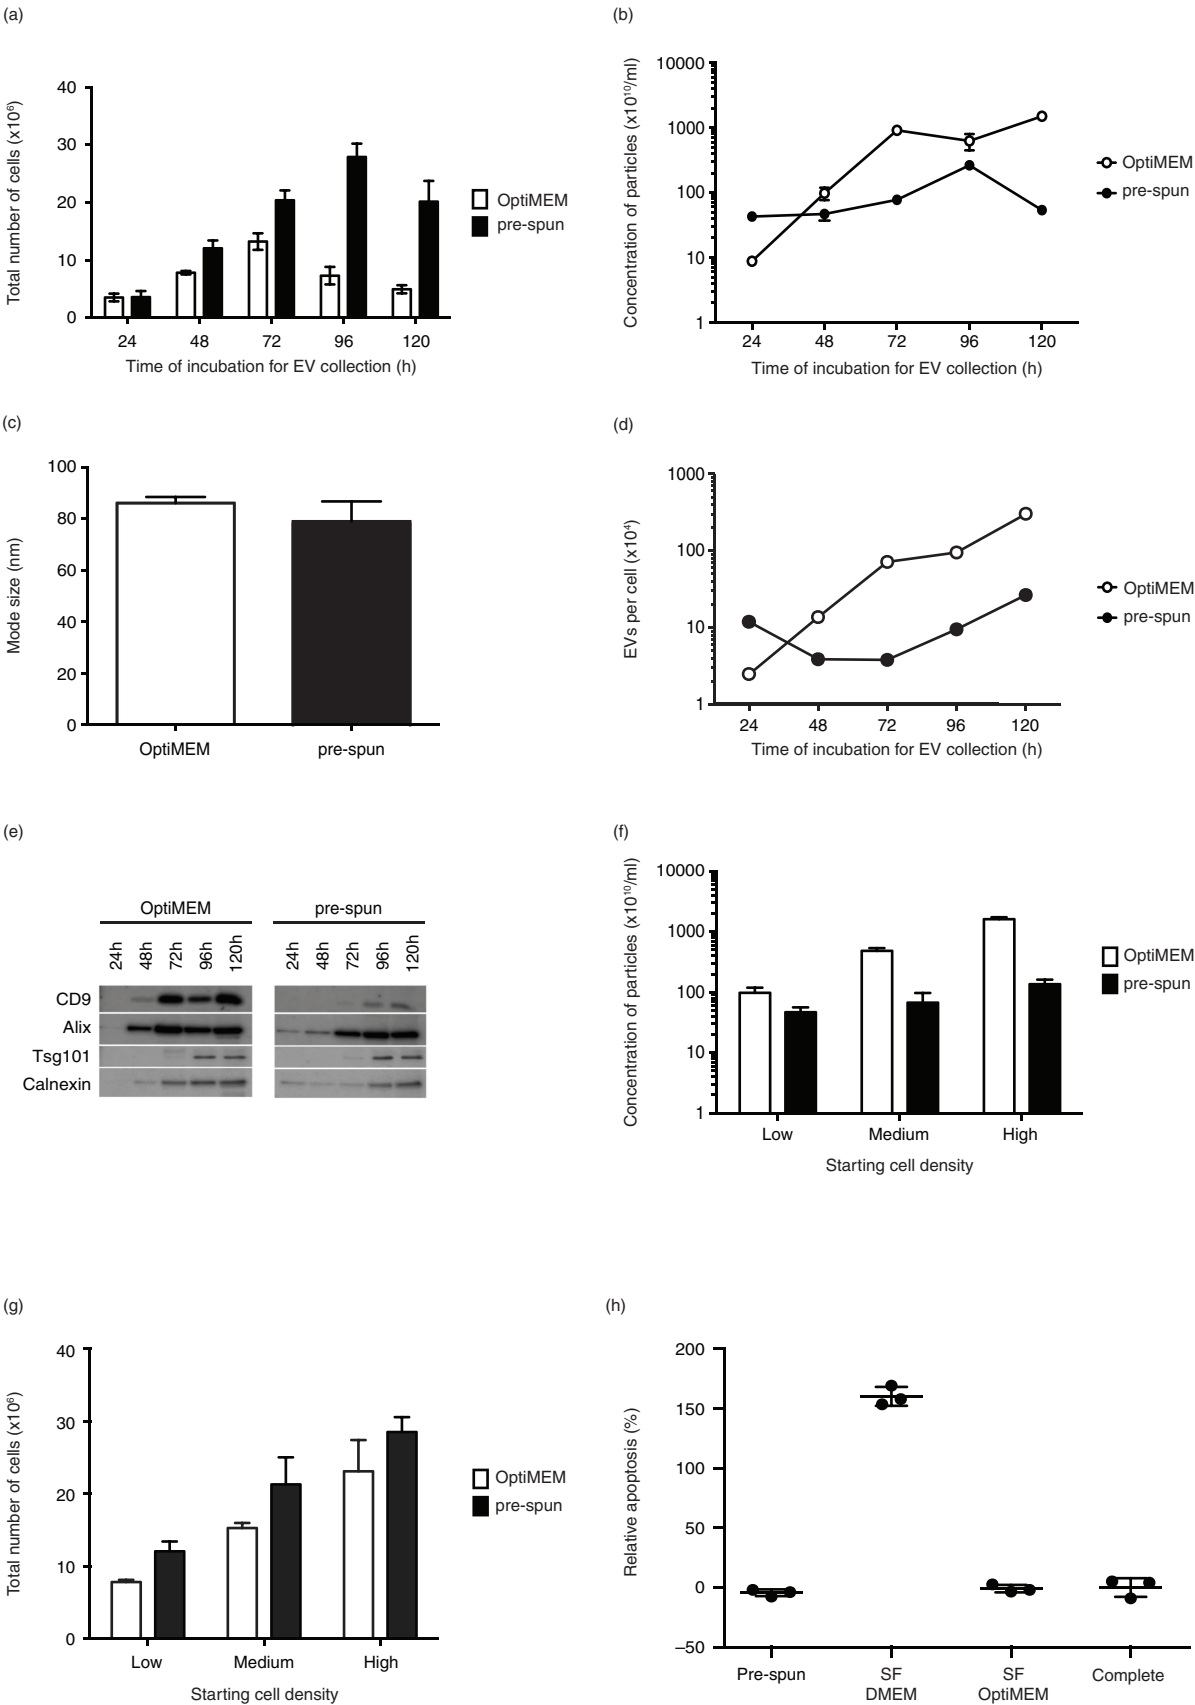 (a)
Total number of cells (x10⁶)
40
30
20
10
0
24 48 72 96 120
Time of incubation for EV collection (h)
OptiMEM
pre-spun
(b)
Concentration of particles (x10¹⁰/ml)
10000
1000
100
10
1
24 48 72 96 120
Time of incubation for EV collection (h)
OptiMEM
pre-spun
(c)
Mode size (nm)
100
80
60
40
20
0
OptiMEM pre-spun
(d)
EVs per cell (x10⁴)
1000
100
10
1
24 48 72 96 120
Time of incubation for EV collection (h)
OptiMEM
pre-spun
(e)
OptiMEM pre-spun
24h 48h 72h 96h 120h 24h 48h 72h 96h 120h
CD9
Alix
Tsg101
Calnexin
(f)
Concentration of particles (x10¹⁰/ml)
10000
1000
100
10
1
Low Medium High
Starting cell density
OptiMEM
pre-spun
(g)
Total number of cells (x10⁶)
40
30
20
10
0
Low Medium High
Starting cell density
OptiMEM
pre-spun
(h)
Relative apoptosis (%)
200
150
100
50
0
–50
Pre-spun SF SF Complete
DMEM OptiMEM